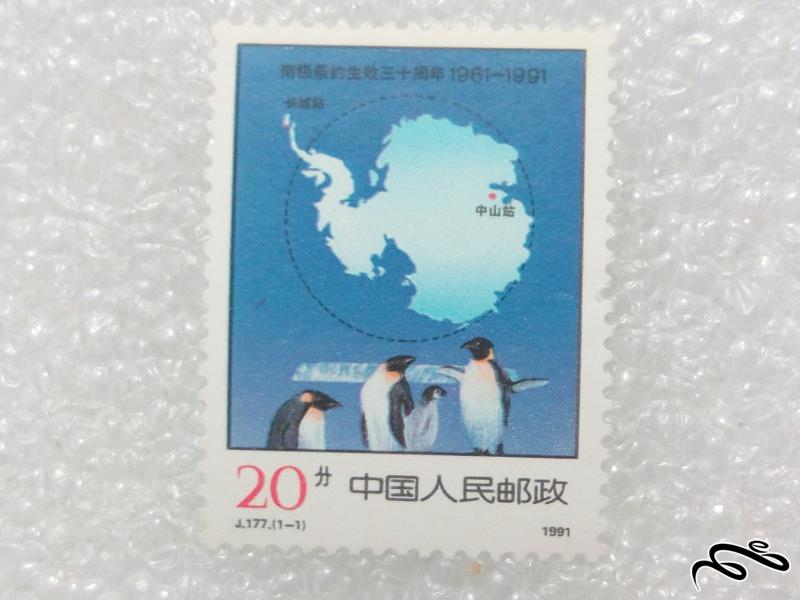 南极条约生效三十周年 1961—1991
长城站
中山站
20分 中国人民邮政
J.177.(1-1)
1991